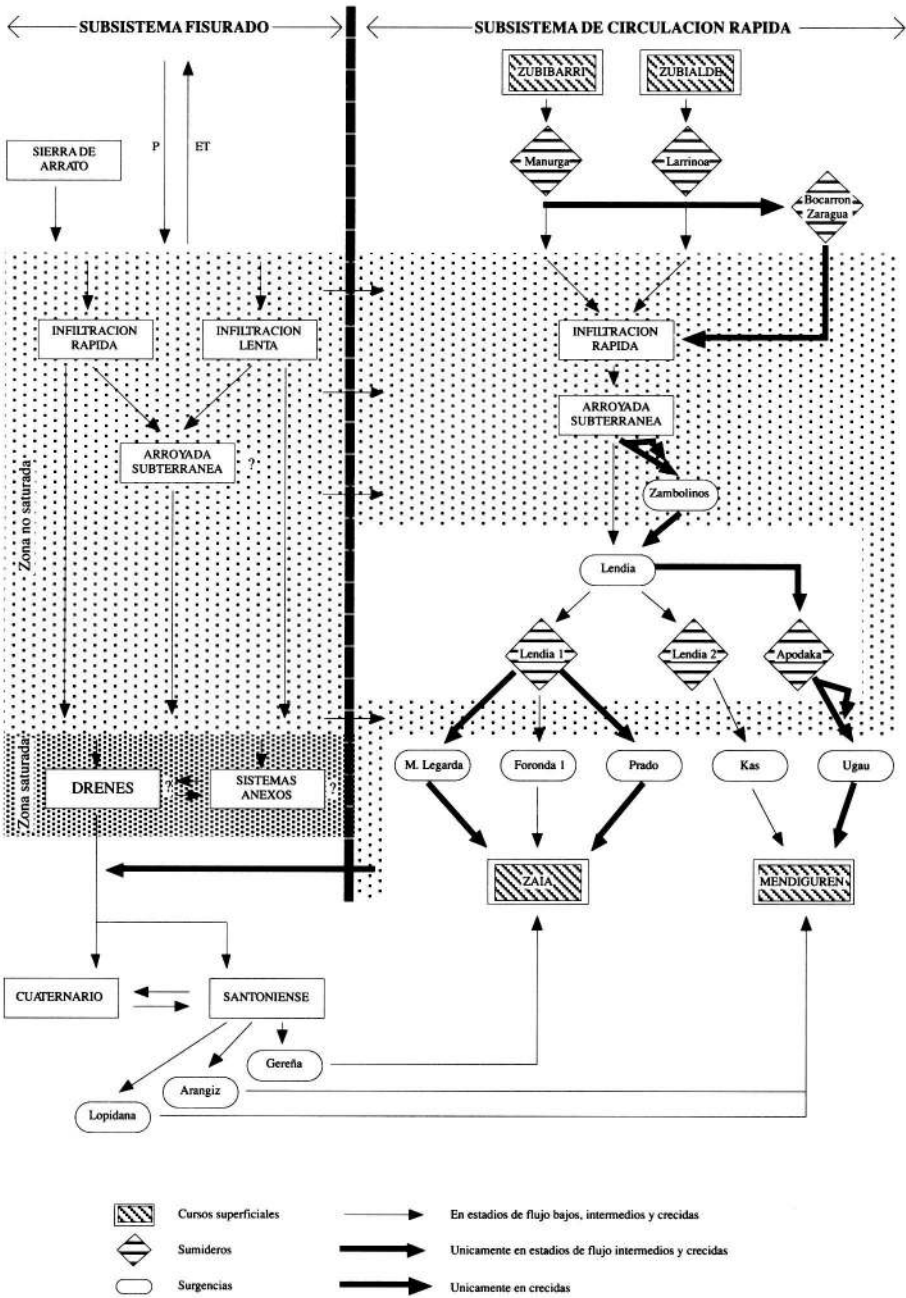 SUBSISTEMA FISURADO
SUBSISTEMA DE CIRCULACION RAPIDA
ZUBIBARRI
ZUBIALDE
P
ET
SIERRA DE
ARRATO
Manurga
Larrinoa
Bocarron
Zaragua
INFILTRACION
RAPIDA
INFILTRACION
LENTA
INFILTRACION
RAPIDA
ARROYADA
SUBTERRANEA
?
ARROYADA
SUBTERRANEA
Zambolinos
Zona no saturada
Lendia
Lendia 1
Lendia 2
Apodaka
Zona saturada
DRENES
?
SISTEMAS
ANEXOS
?
M. Legarda
Foronda 1
Prado
Kas
Ugau
ZAIA
MENDIGUREN
CUATERNARIO
SANTONIENSE
Gereña
Arangiz
Lopidana
Cursos superficiales
En estadios de flujo bajos, intermedios y crecidas
Sumideros
Unicamente en estadios de flujo intermedios y crecidas
Surgencias
Unicamente en crecidas